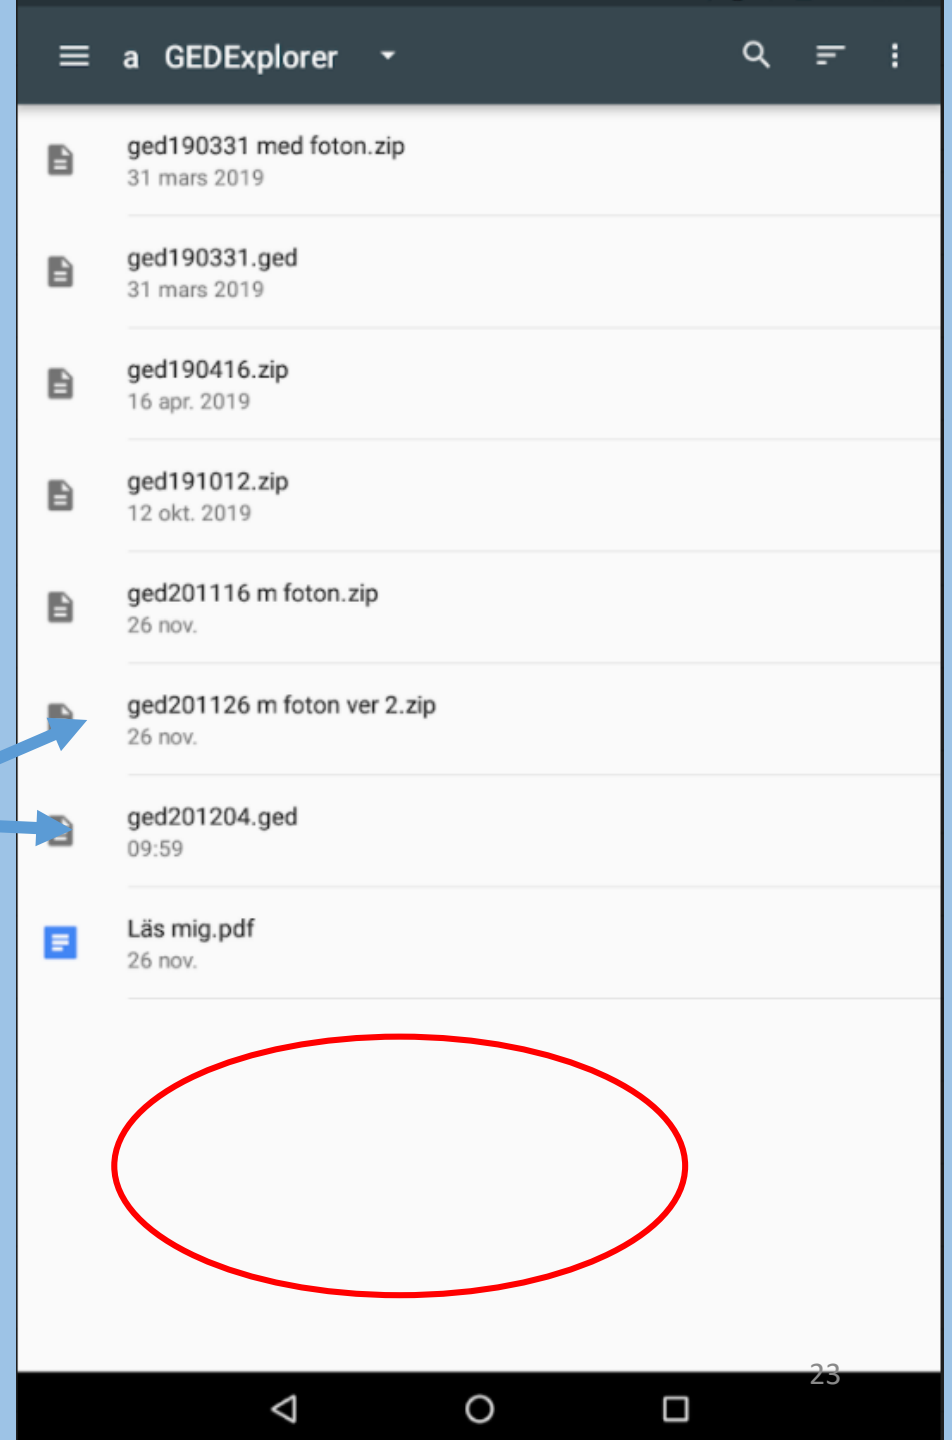 a GEDExplorer
ged190331 med foton.zip
31 mars 2019
ged190331.ged
31 mars 2019
ged190416.zip
16 apr. 2019
ged191012.zip
12 okt. 2019
ged201116 m foton.zip
26 nov.
ged201126 m foton ver 2.zip
26 nov.
ged201204.ged
09:59
Läs mig.pdf
26 nov.
23